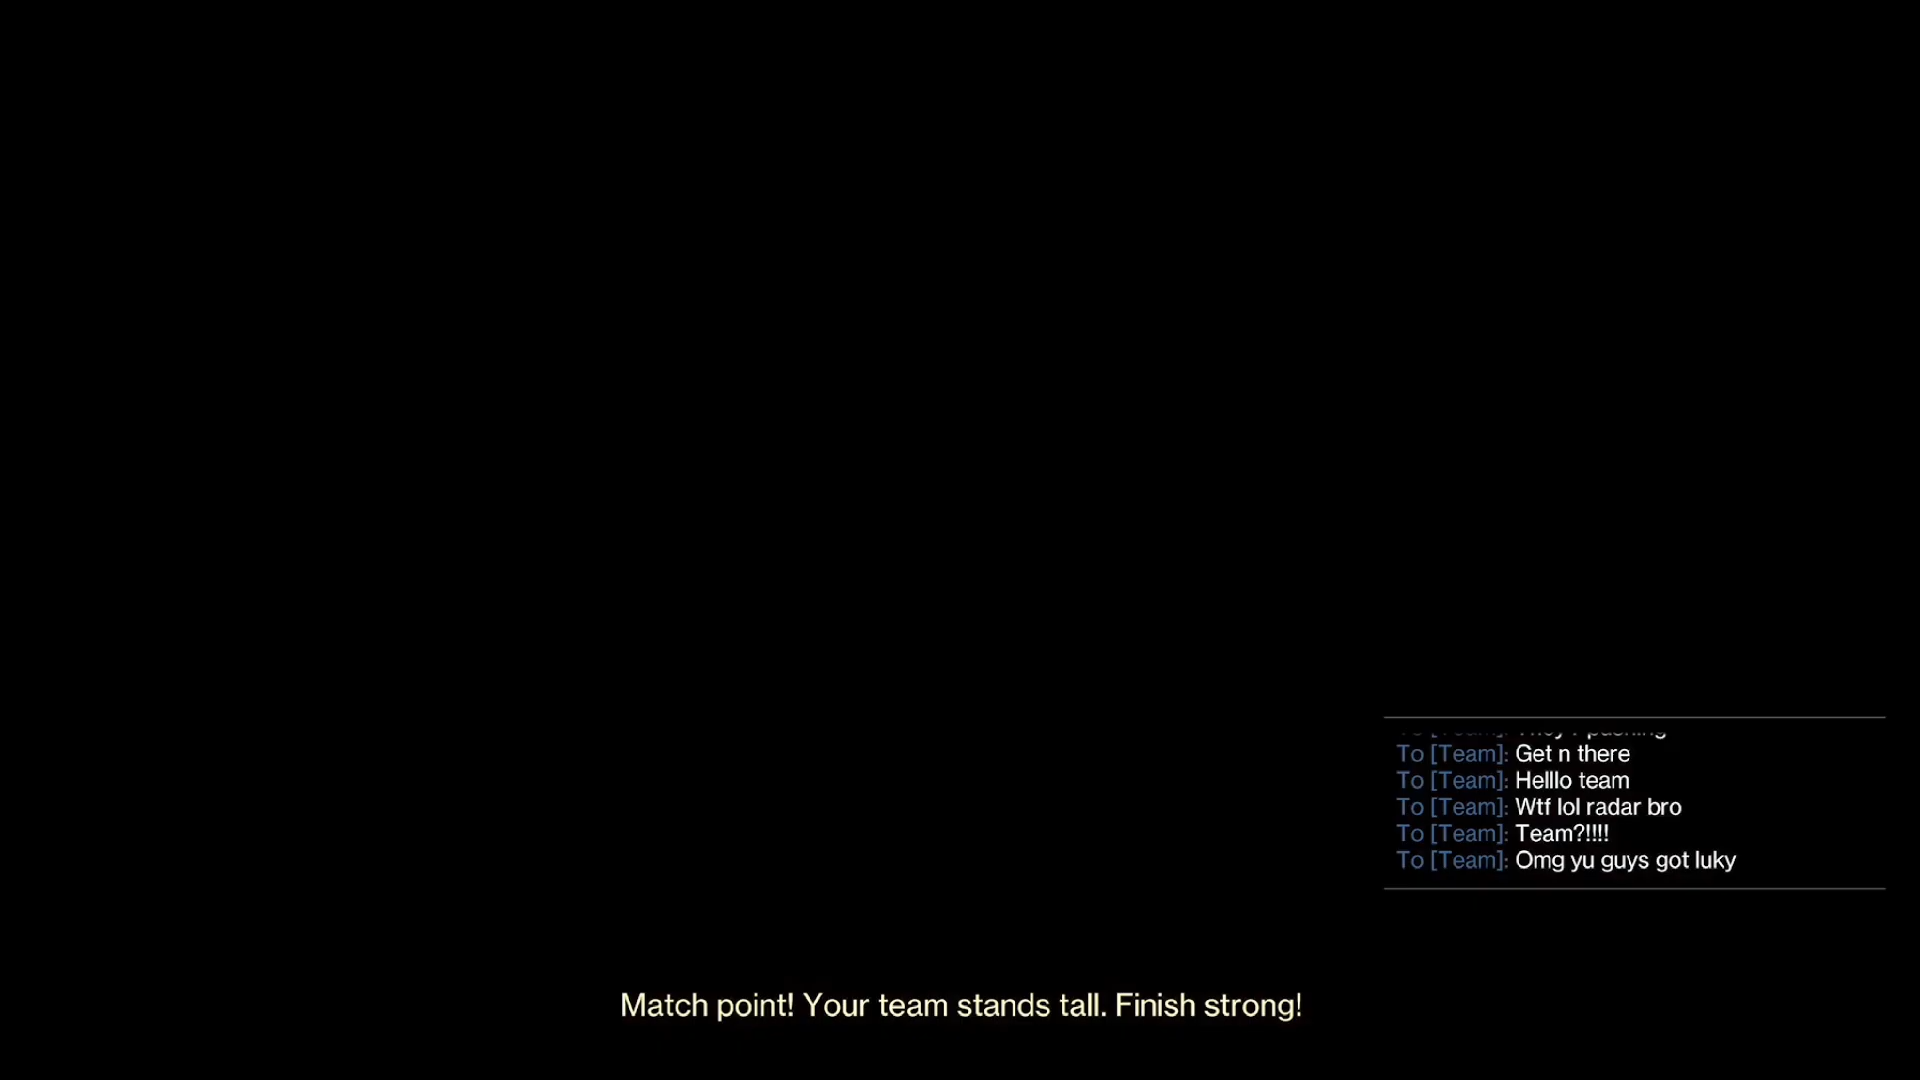 To [Team]: Get n there
To [Team]: Helllo team
To [Team]: Wtf lol radar bro
To [Team]: Team?!!!!
To [Team]: Omg yu guys got luky
Match point! Your team stands tall. Finish strong!